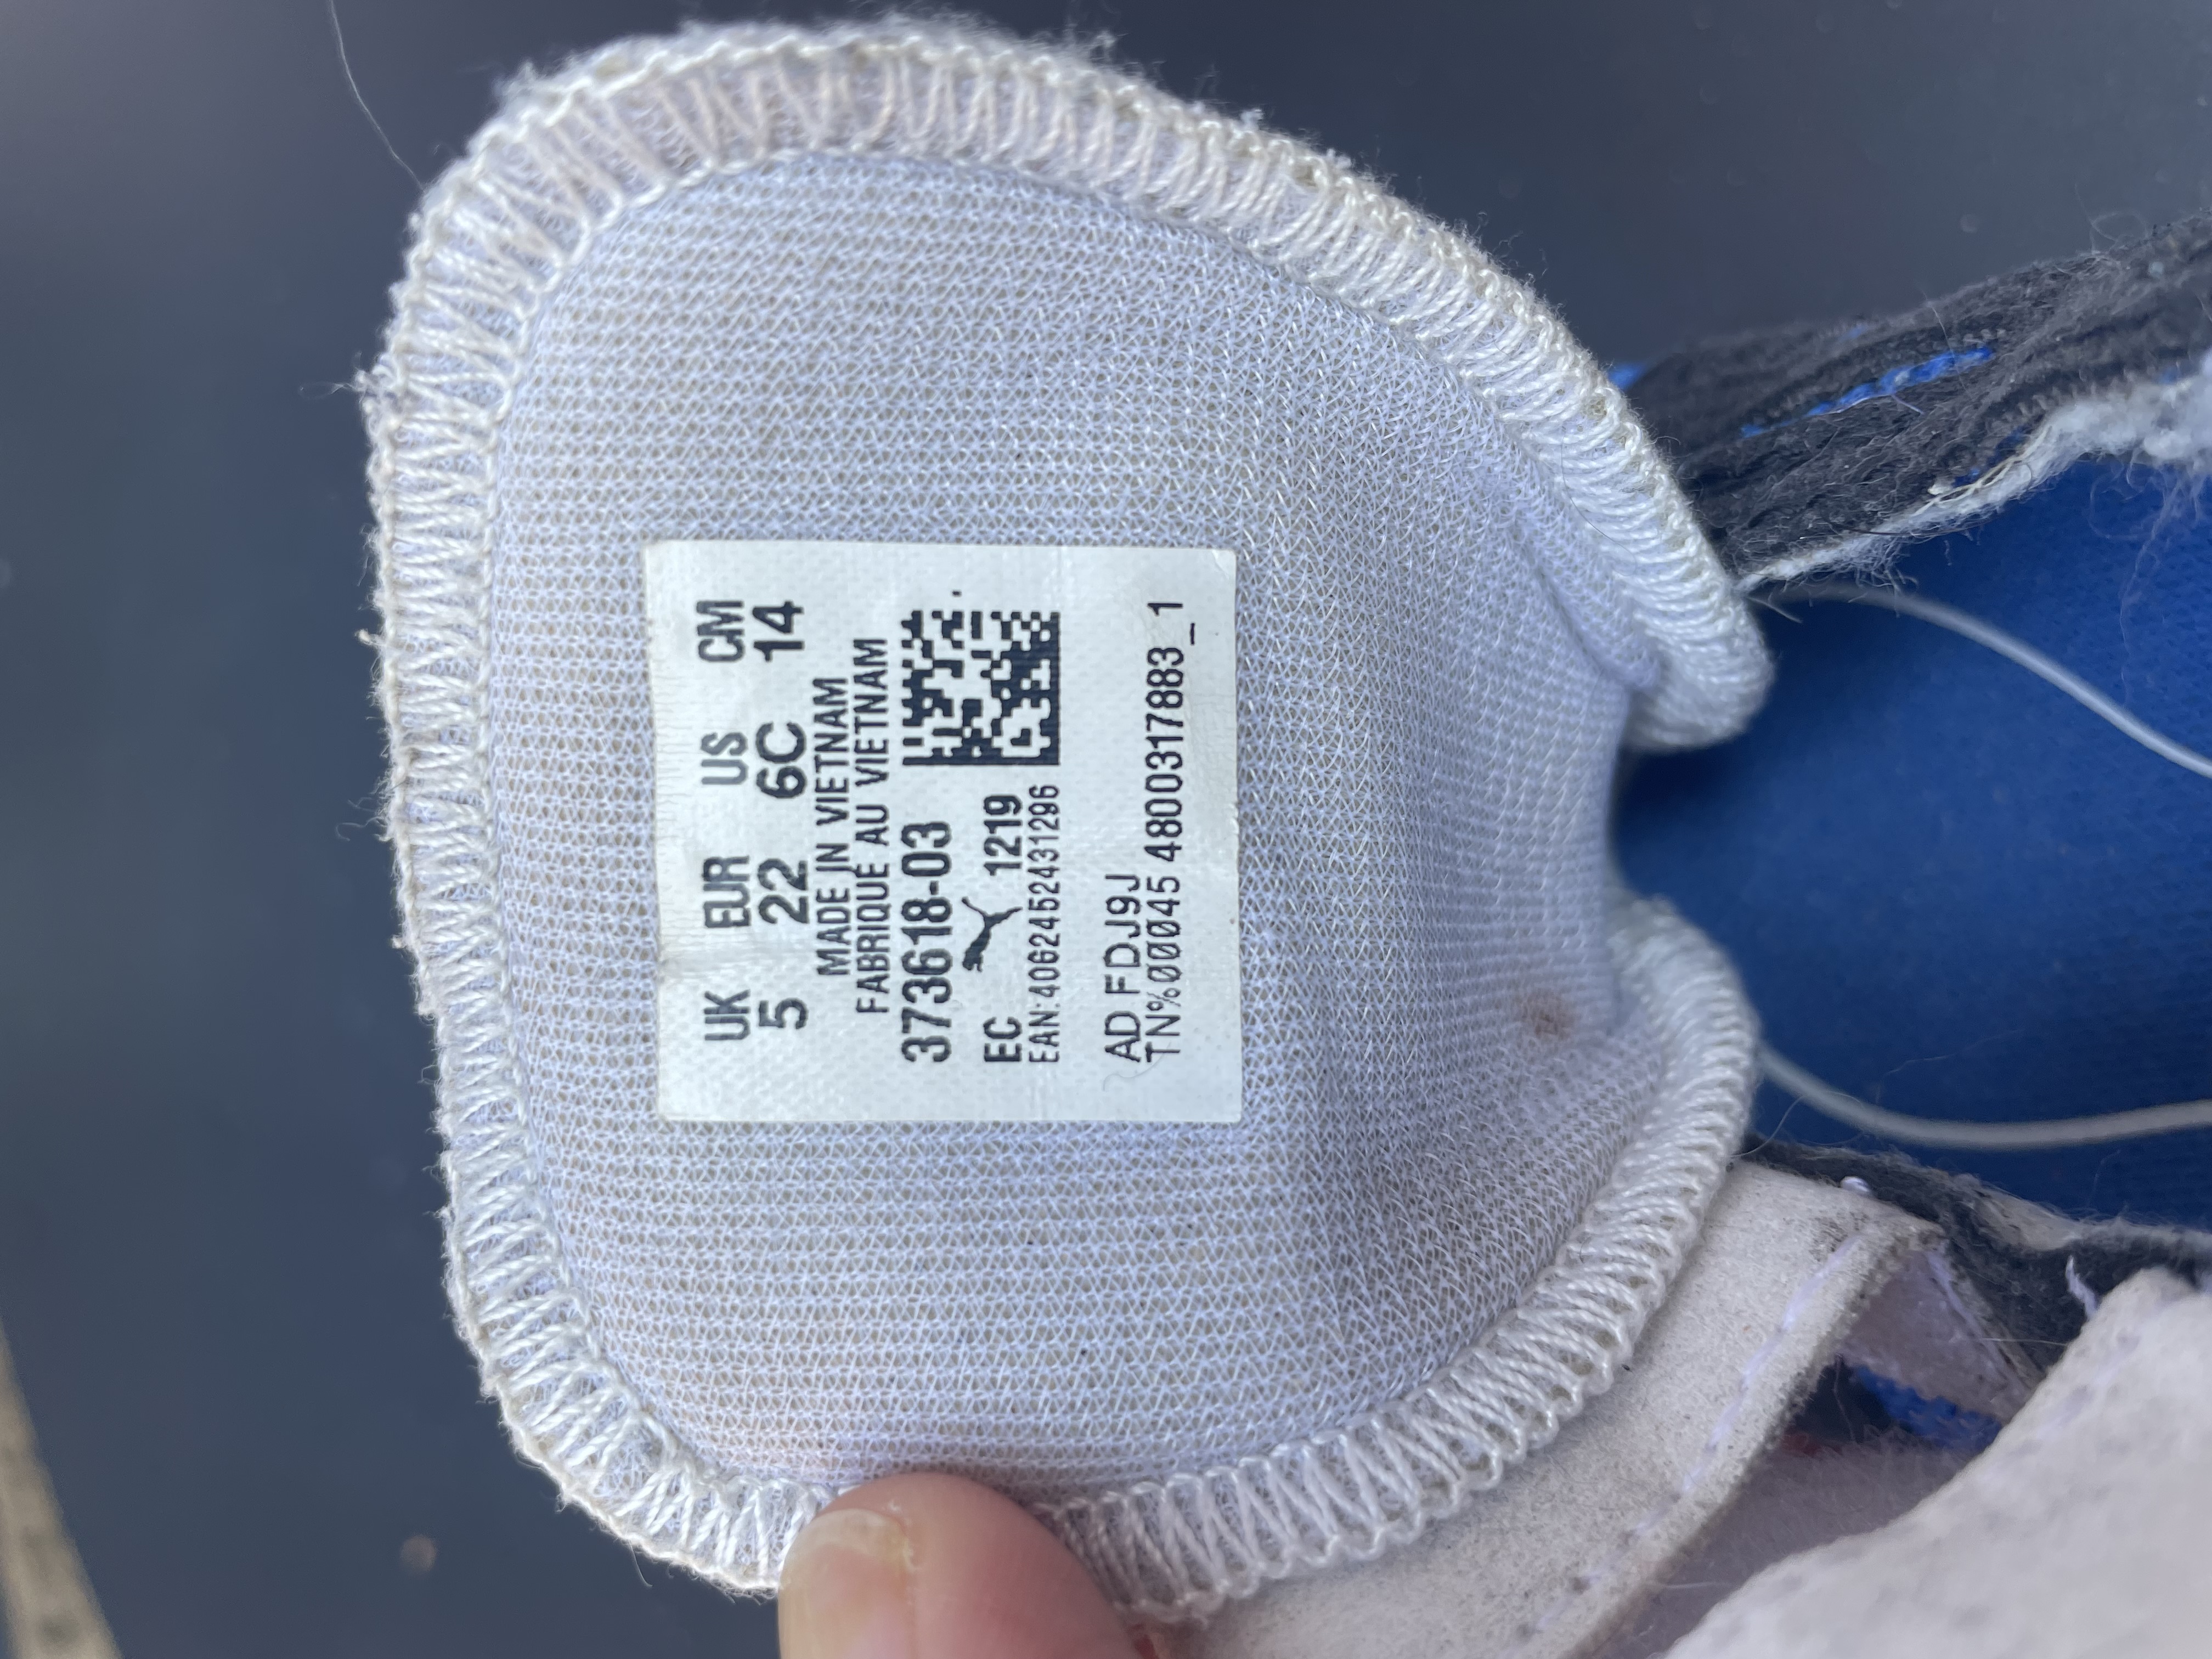 UK EUR US CM
5 22 6C 14
MADE IN VIETNAM
FABRIQUÉ AU VIETNAM
373618-03
EC 1219
EAN:4062452431296
AD FDJ9J
TN%00045 4800317883_1